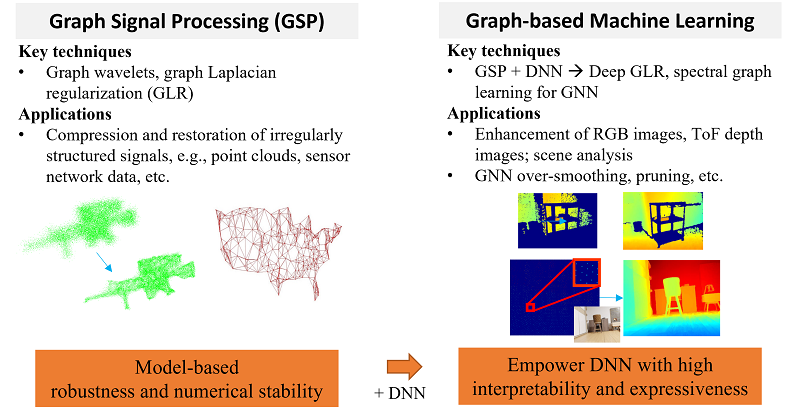 Graph Signal Processing (GSP)
Key techniques
• Graph wavelets, graph Laplacian
regularization (GLR)
Applications
• Compression and restoration of irregularly
structured signals, e.g., point clouds, sensor
network data, etc.
Model-based
robustness and numerical stability
+ DNN
Graph-based Machine Learning
Key techniques
• GSP + DNN → Deep GLR, spectral graph
learning for GNN
Applications
• Enhancement of RGB images, ToF depth
images; scene analysis
• GNN over-smoothing, pruning, etc.
Empower DNN with high
interpretability and expressiveness